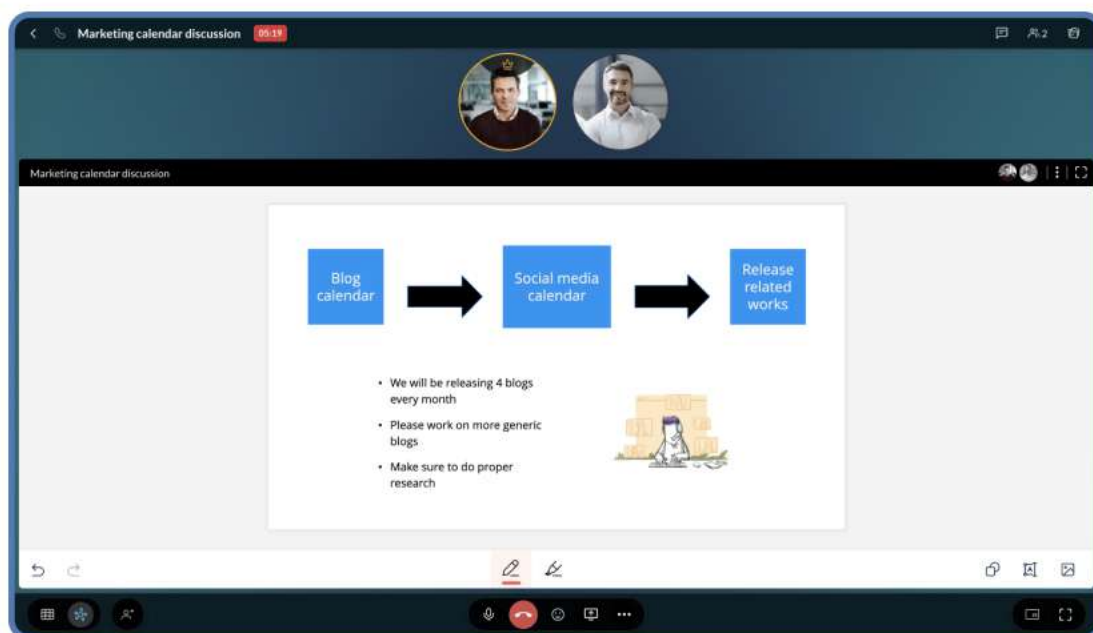 Marketing calendar discussion 05:19
2
Marketing calendar discussion
Blog
calendar
Social media
calendar
Release
related
works
• We will be releasing 4 blogs
every month
• Please work on more generic
blogs
• Make sure to do proper
research